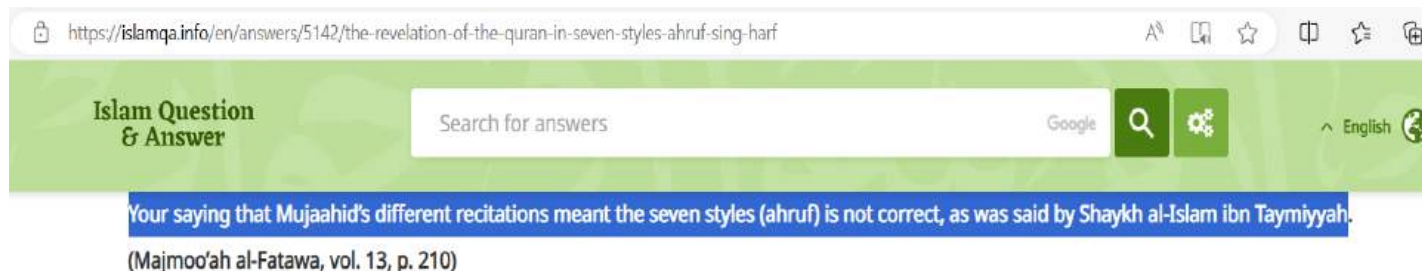 https://islamqa.info/en/answers/5142/the-revelation-of-the-quran-in-seven-styles-ahruf-sing-harf
Islam Question
& Answer
Search for answers
Google
English
Your saying that Mujaahid's different recitations meant the seven styles (ahruf) is not correct, as was said by Shaykh al-Islam ibn Taymiyyah.
(Majmoo'ah al-Fatawa, vol. 13, p. 210)